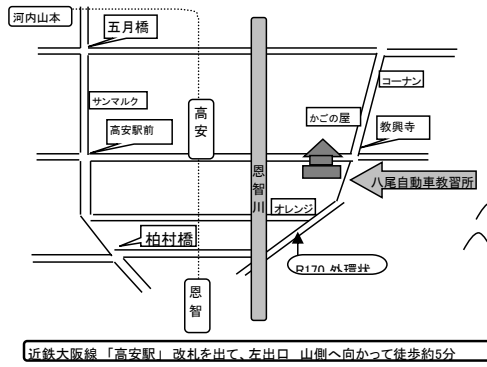 河内山本
五月橋
コーナン
サンマルク
高安
かごの屋
教興寺
高安駅前
恩智川
八尾自動車教習所
オレンジ
柏村橋
R170 外環状
恩智
近鉄大阪線 「高安駅」 改札を出て、左出口 山側へ向かって徒歩約5分